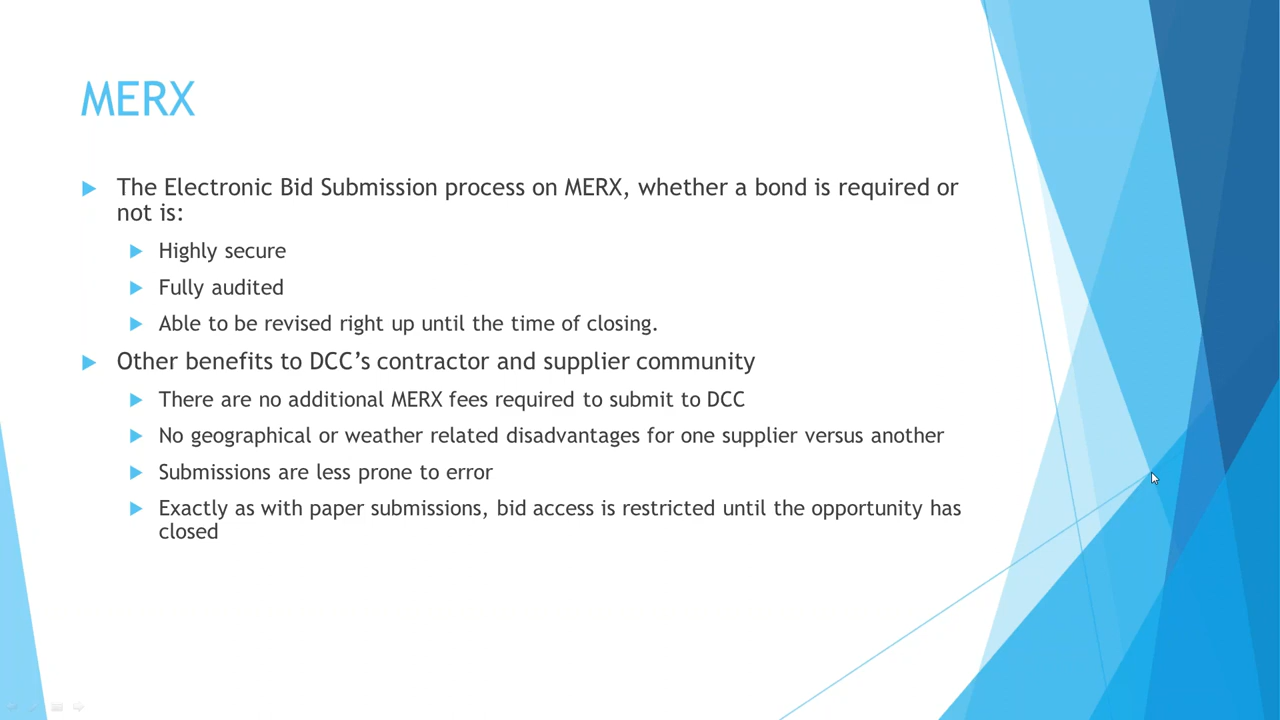 MERX
The Electronic Bid Submission process on MERX, whether a bond is required or
not is:
Highly secure
Fully audited
Able to be revised right up until the time of closing.
Other benefits to DCC’s contractor and supplier community
There are no additional MERX fees required to submit to DCC
No geographical or weather related disadvantages for one supplier versus another
Submissions are less prone to error
Exactly as with paper submissions, bid access is restricted until the opportunity has
closed